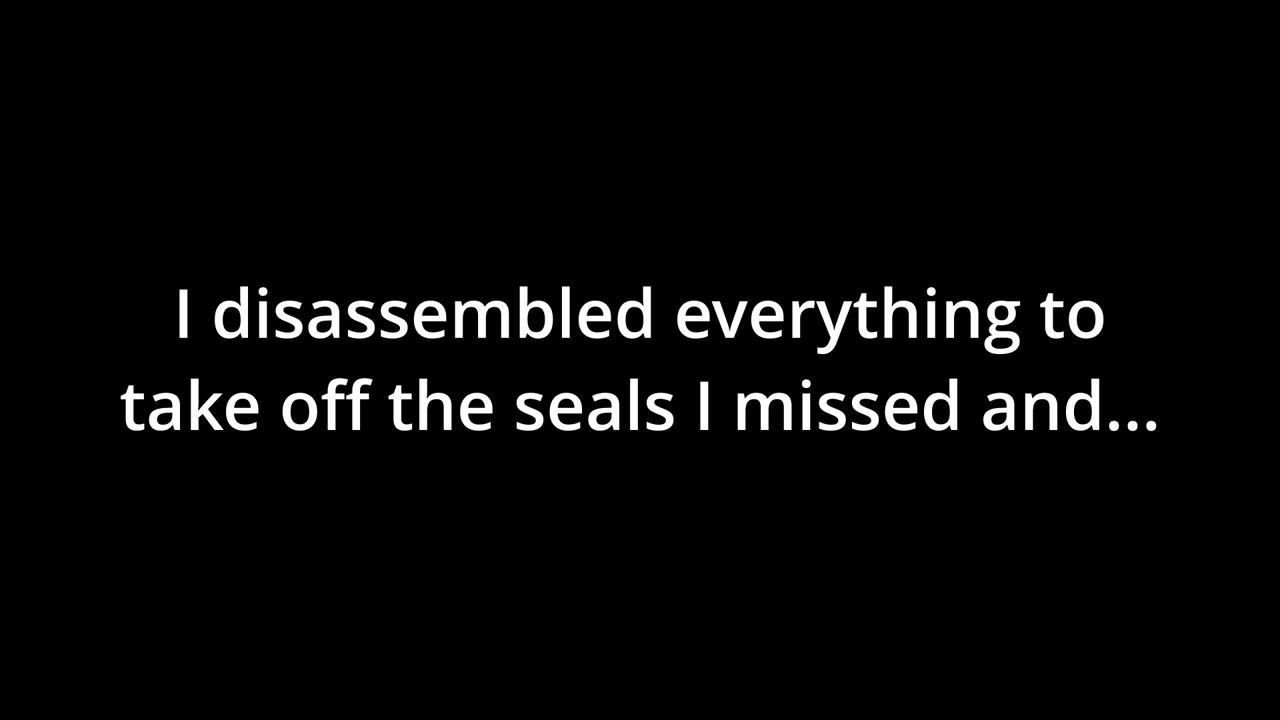 I disassembled everything to
take off the seals I missed and...